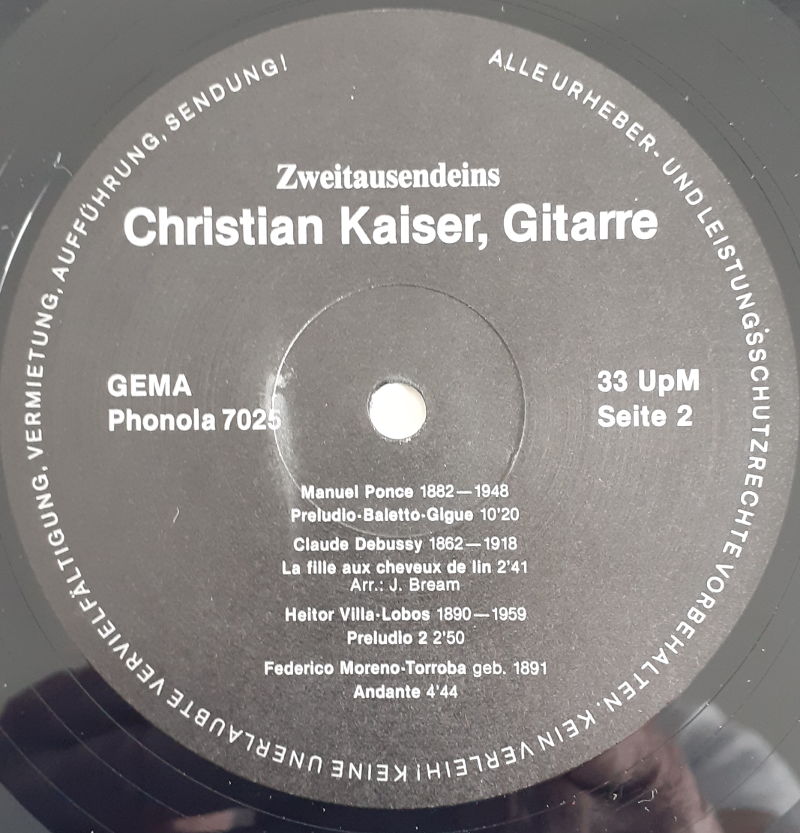 ALLE URHEBER- UND LEISTUNGSSCHUTZRECHTE VORBEHALTEN. KEIN VERLEIH! KEINE UNERLAUBTE VERVIELFÄLTIGUNG, VERMIETUNG, AUFFÜHRUNG, SENDUNG!
Zweitausendeins
Christian Kaiser, Gitarre
GEMA
Phonola 7025
33 UpM
Seite 2
Manuel Ponce 1882—1948
Preludio-Baletto-Gigue 10'20
Claude Debussy 1862—1918
La fille aux cheveux de lin 2'41
Arr.: J. Bream
Heitor Villa-Lobos 1890—1959
Preludio 2 2'50
Federico Moreno-Torroba geb. 1891
Andante 4'44